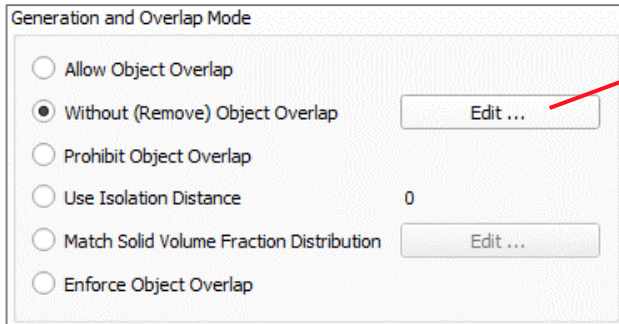 Generation and Overlap Mode
Allow Object Overlap
Without (Remove) Object Overlap Edit ...
Prohibit Object Overlap
Use Isolation Distance 0
Match Solid Volume Fraction Distribution Edit ...
Enforce Object Overlap